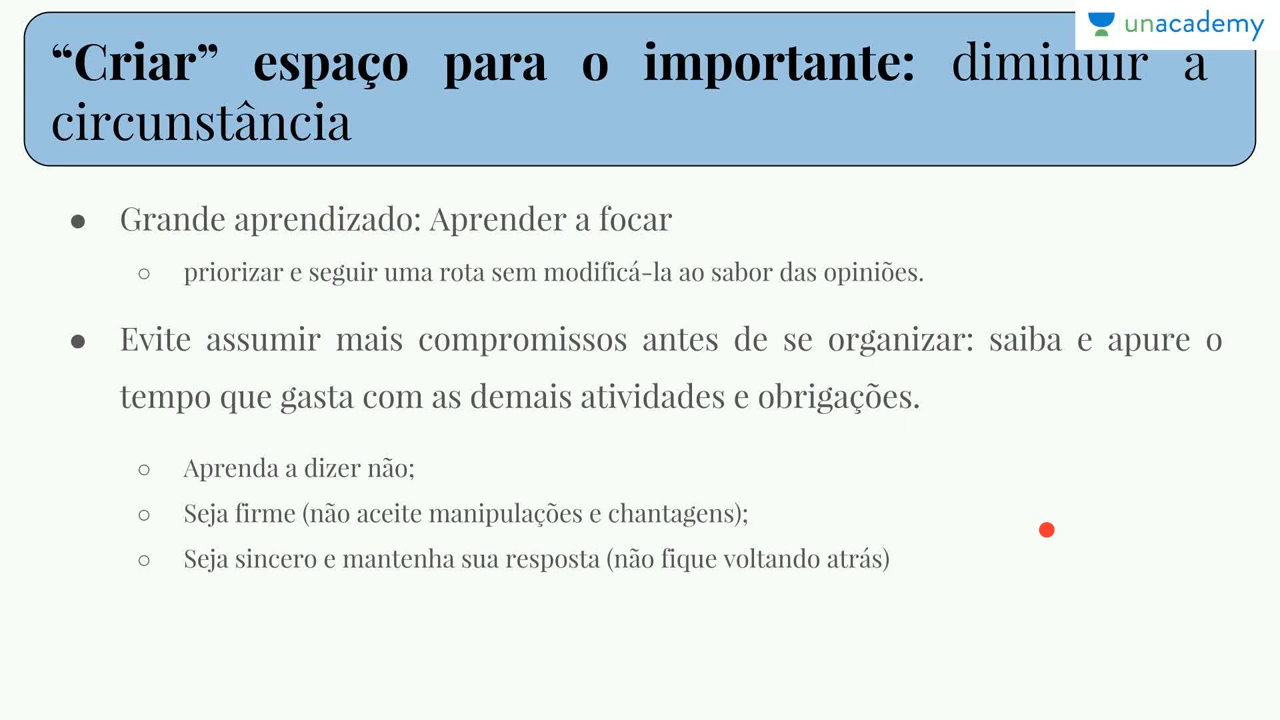 unacademy
“Criar” espaço para o importante: diminuir a
circunstância
● Grande aprendizado: Aprender a focar
○ priorizar e seguir uma rota sem modificá-la ao sabor das opiniões.
● Evite assumir mais compromissos antes de se organizar: saiba e apure o
tempo que gasta com as demais atividades e obrigações.
○ Aprenda a dizer não;
○ Seja firme (não aceite manipulações e chantagens);
○ Seja sincero e mantenha sua resposta (não fique voltando atrás)